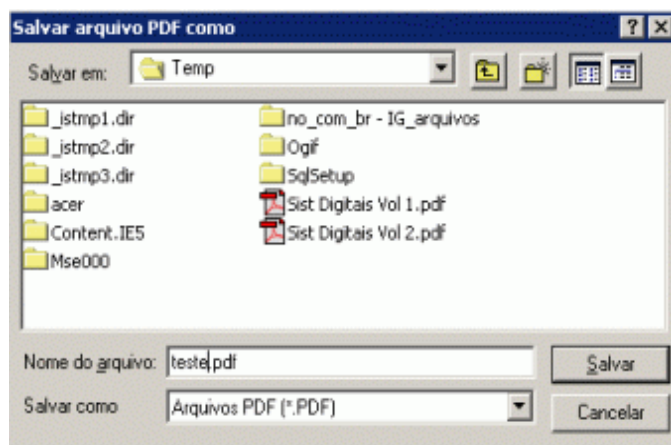 Salvar arquivo PDF como
Salvar em: Temp
_istmp1.dir
_istmp2.dir
_istmp3.dir
acer
Content.IE5
Mse000
no_com_br - IG_arquivos
Ogif
SqlSetup
Sist Digitais Vol 1.pdf
Sist Digitais Vol 2.pdf
Nome do arquivo: teste.pdf
Salvar
Salvar como Arquivos PDF (*.PDF)
Cancelar